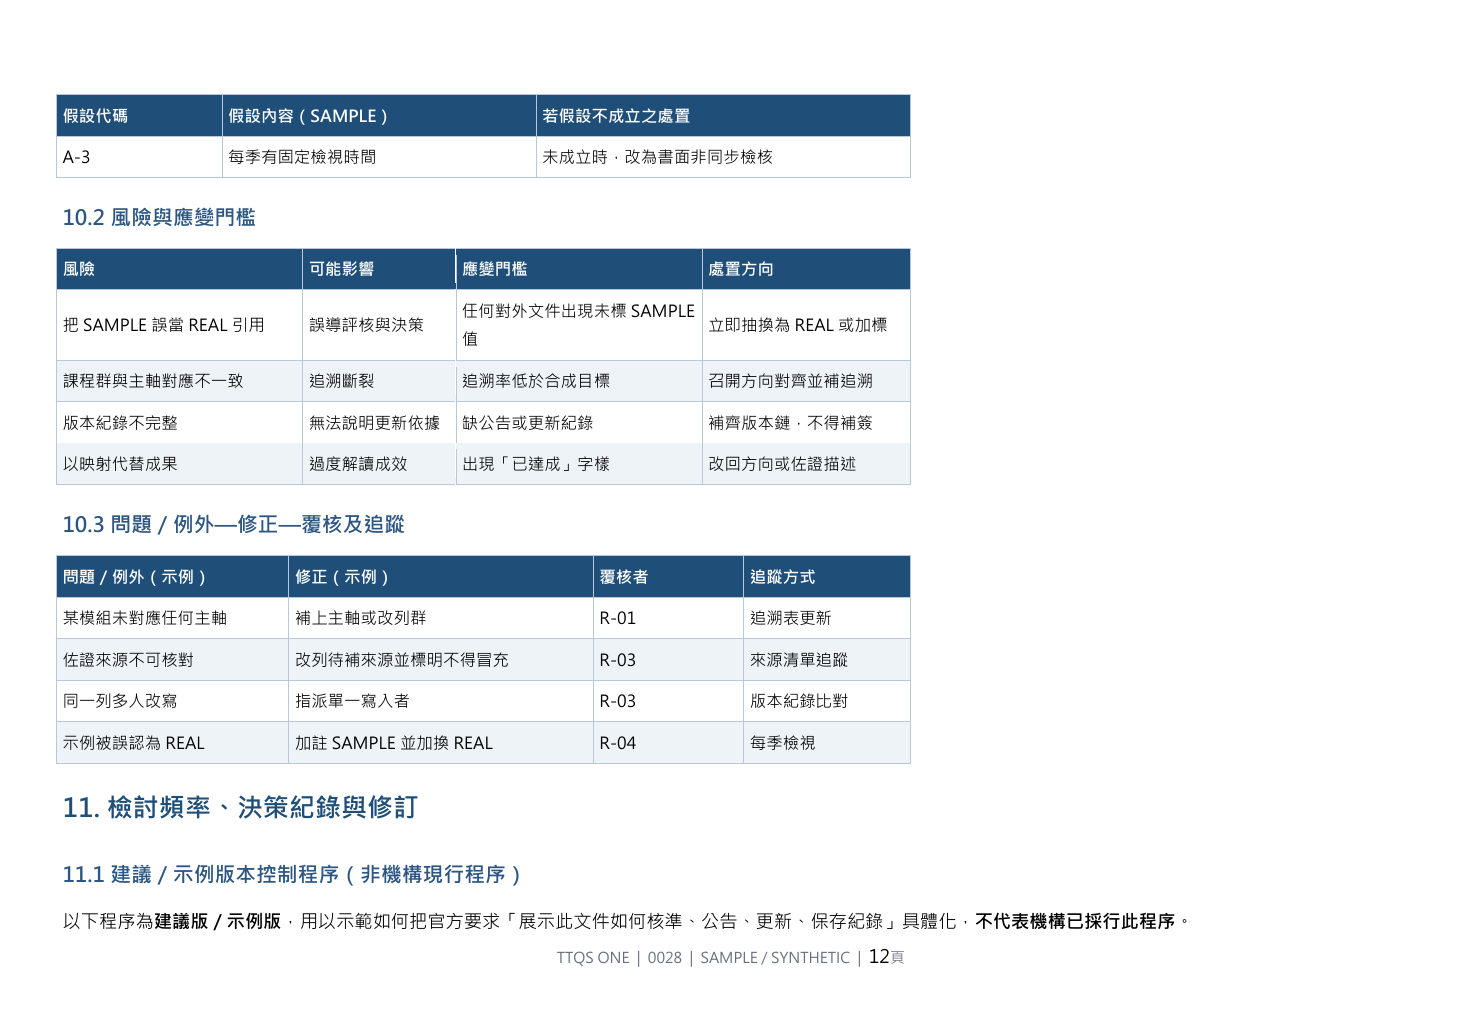 假設代碼 假設內容（SAMPLE） 若假設不成立之處置
A-3 每季有固定檢視時間 未成立時，改為書面非同步檢核
10.2 風險與應變門檻
風險 可能影響 應變門檻 處置方向
把 SAMPLE 誤當 REAL 引用 誤導評核與決策 任何對外文件出現未標 SAMPLE 值 立即抽換為 REAL 或加標
課程群與主軸對應不一致 追溯斷裂 追溯率低於合成目標 召開方向對齊並補追溯
版本紀錄不完整 無法說明更新依據 缺公告或更新紀錄 補齊版本鏈，不得補簽
以映射代替成果 過度解讀成效 出現「已達成」字樣 改回方向或佐證描述
10.3 問題／例外—修正—覆核及追蹤
問題／例外（示例） 修正（示例） 覆核者 追蹤方式
某模組未對應任何主軸 補上主軸或改列群 R-01 追溯表更新
佐證來源不可核對 改列待補來源並標明不得冒充 R-03 來源清單追蹤
同一列多人改寫 指派單一寫入者 R-03 版本紀錄比對
示例被誤認為 REAL 加註 SAMPLE 並加換 REAL R-04 每季檢視
11. 檢討頻率、決策紀錄與修訂
11.1 建議／示例版本控制程序（非機構現行程序）
以下程序為建議版／示例版，用以示範如何把官方要求「展示此文件如何核準、公告、更新、保存紀錄」具體化，不代表機構已採行此程序。
TTQS ONE | 0028 | SAMPLE / SYNTHETIC | 12頁